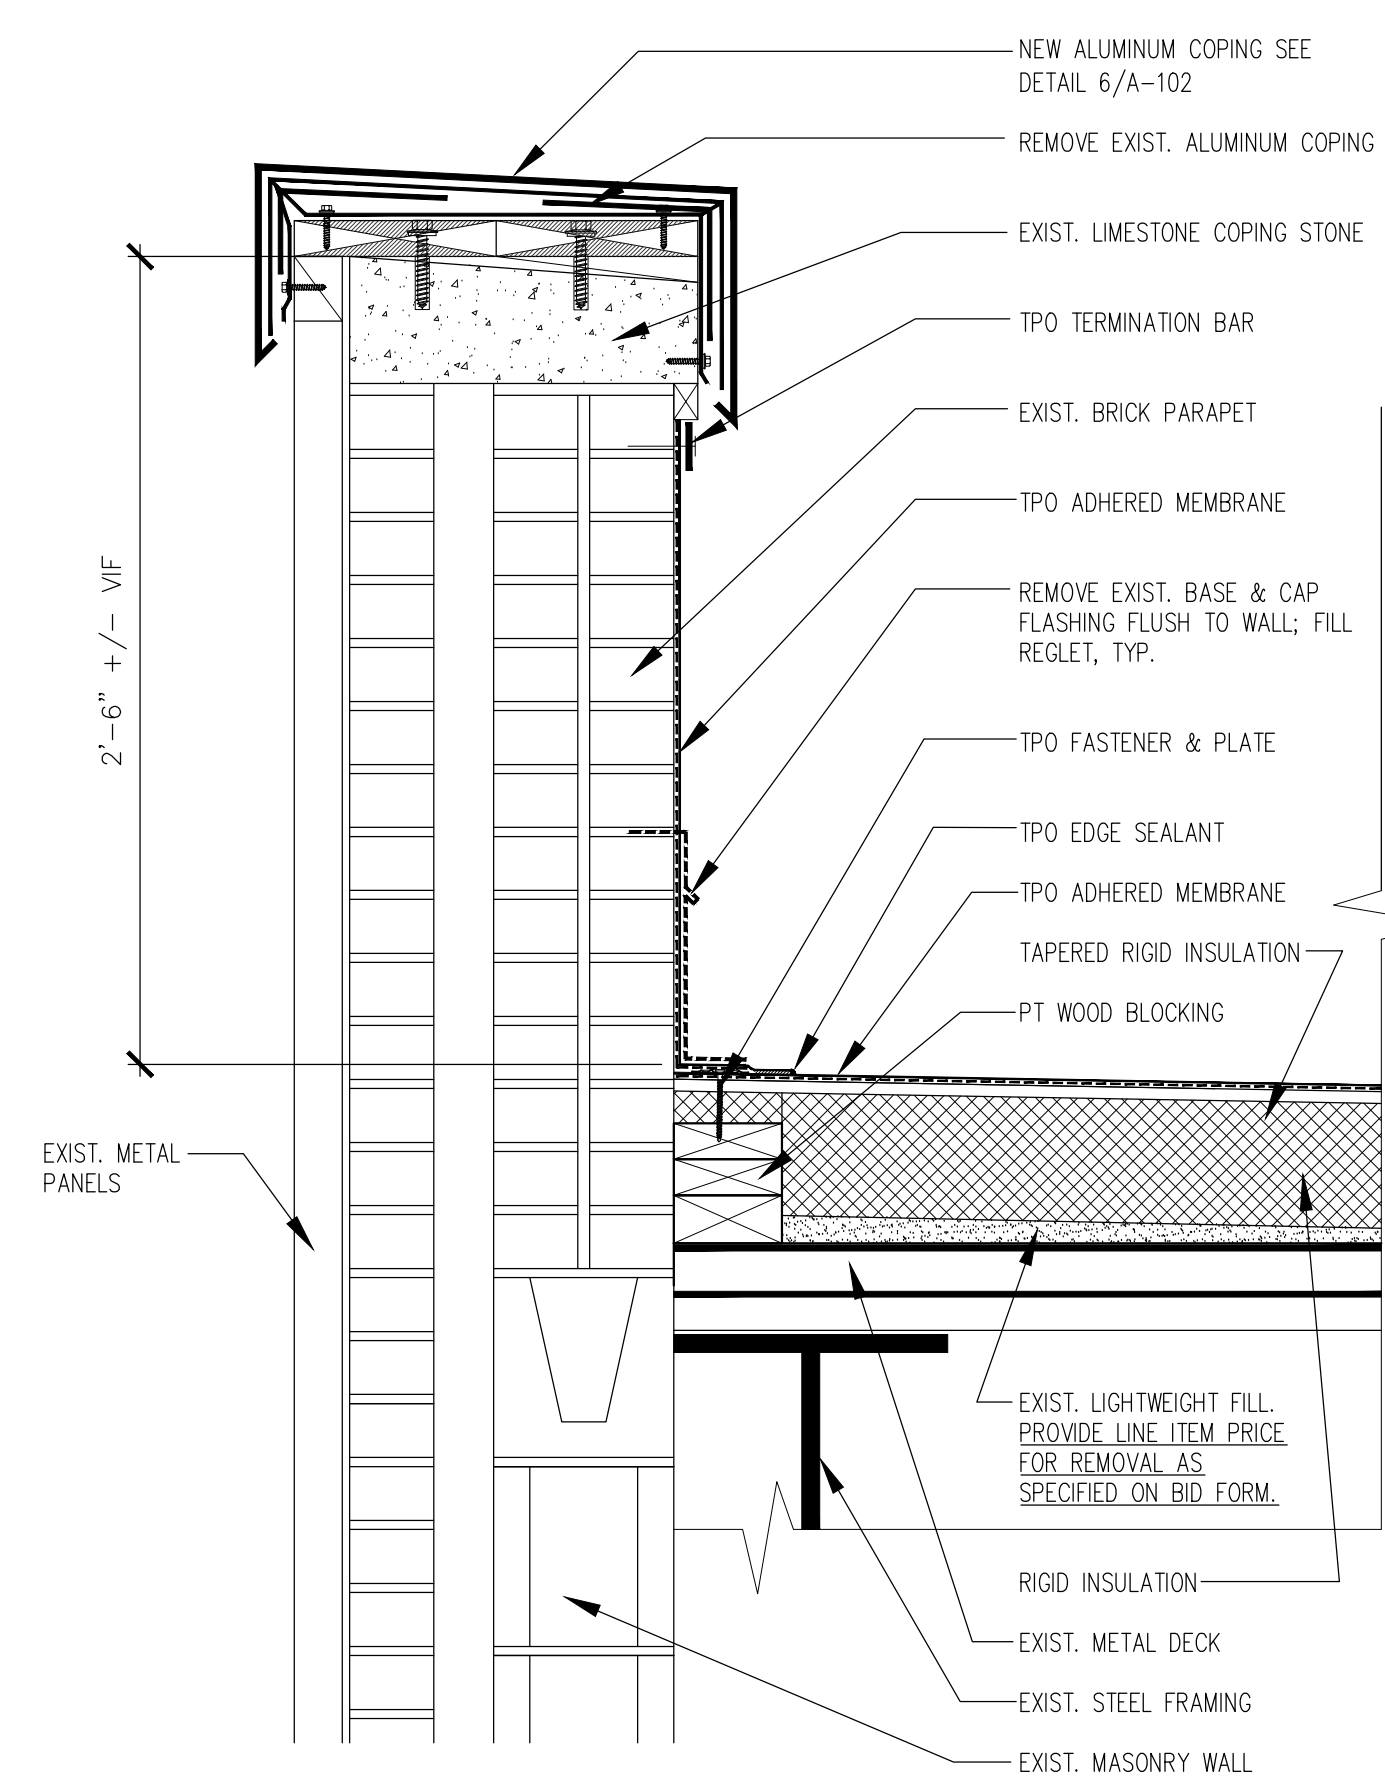 NEW ALUMINUM COPING SEE
DETAIL 6/A-102
REMOVE EXIST. ALUMINUM COPING
EXIST. LIMESTONE COPING STONE
TPO TERMINATION BAR
EXIST. BRICK PARAPET
TPO ADHERED MEMBRANE
REMOVE EXIST. BASE & CAP
FLASHING FLUSH TO WALL; FILL
REGLET, TYP.
TPO FASTENER & PLATE
TPO EDGE SEALANT
TPO ADHERED MEMBRANE
TAPERED RIGID INSULATION
PT WOOD BLOCKING
2'-6" +/- VIF
EXIST. METAL
PANELS
EXIST. LIGHTWEIGHT FILL.
PROVIDE LINE ITEM PRICE
FOR REMOVAL AS
SPECIFIED ON BID FORM.
RIGID INSULATION
EXIST. METAL DECK
EXIST. STEEL FRAMING
EXIST. MASONRY WALL